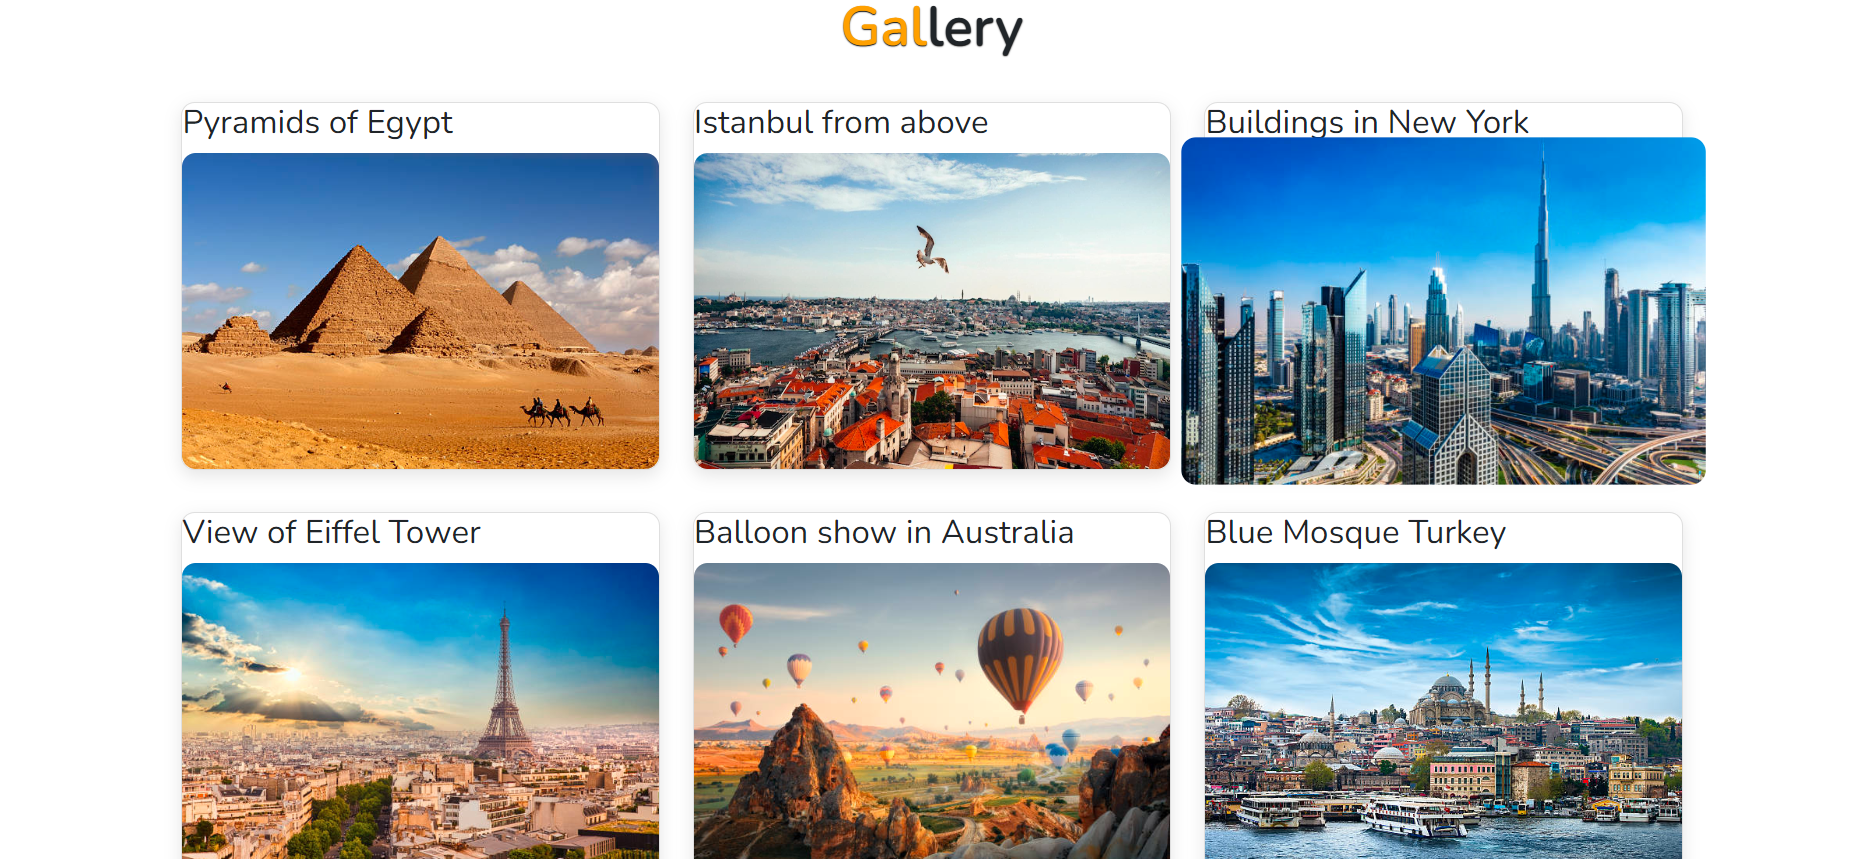 Gallery
Pyramids of Egypt
Istanbul from above
Buildings in New York
View of Eiffel Tower
Balloon show in Australia
Blue Mosque Turkey